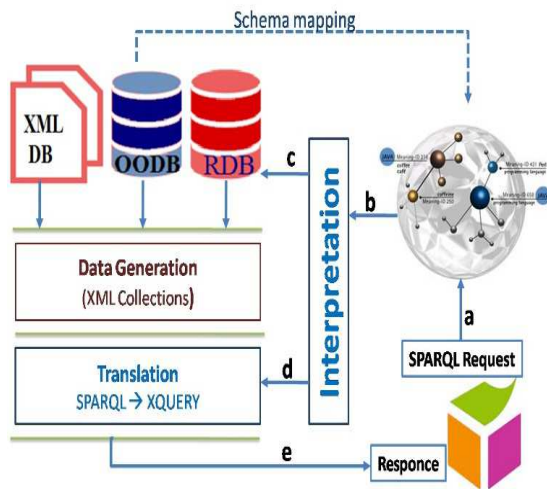 Schema mapping
XML
DB
OODB
RDB
c
b
Interpretation
Data Generation
(XML Collections)
a
SPARQL Request
d
Translation
SPARQL → XQUERY
e
Responce